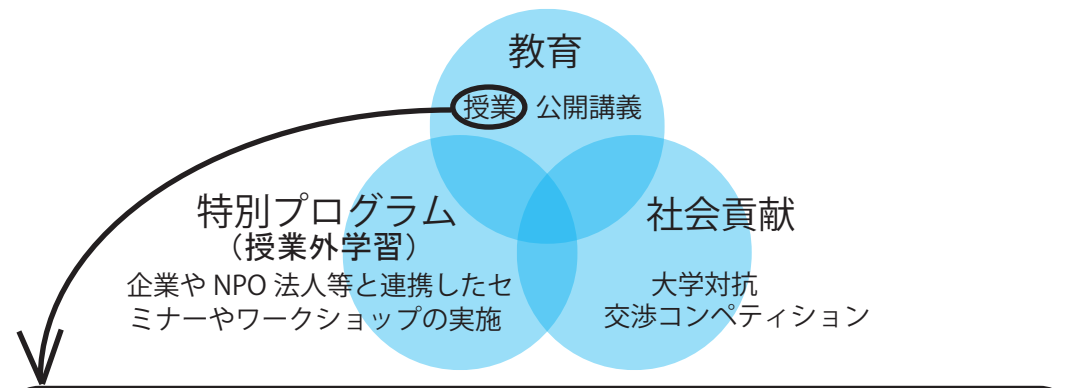 教育
授業 公開講義
特別プログラム
（授業外学習）
企業や NPO 法人等と連携したセ
ミナーやワークショップの実施
社会貢献
大学対抗
交渉コンペティション